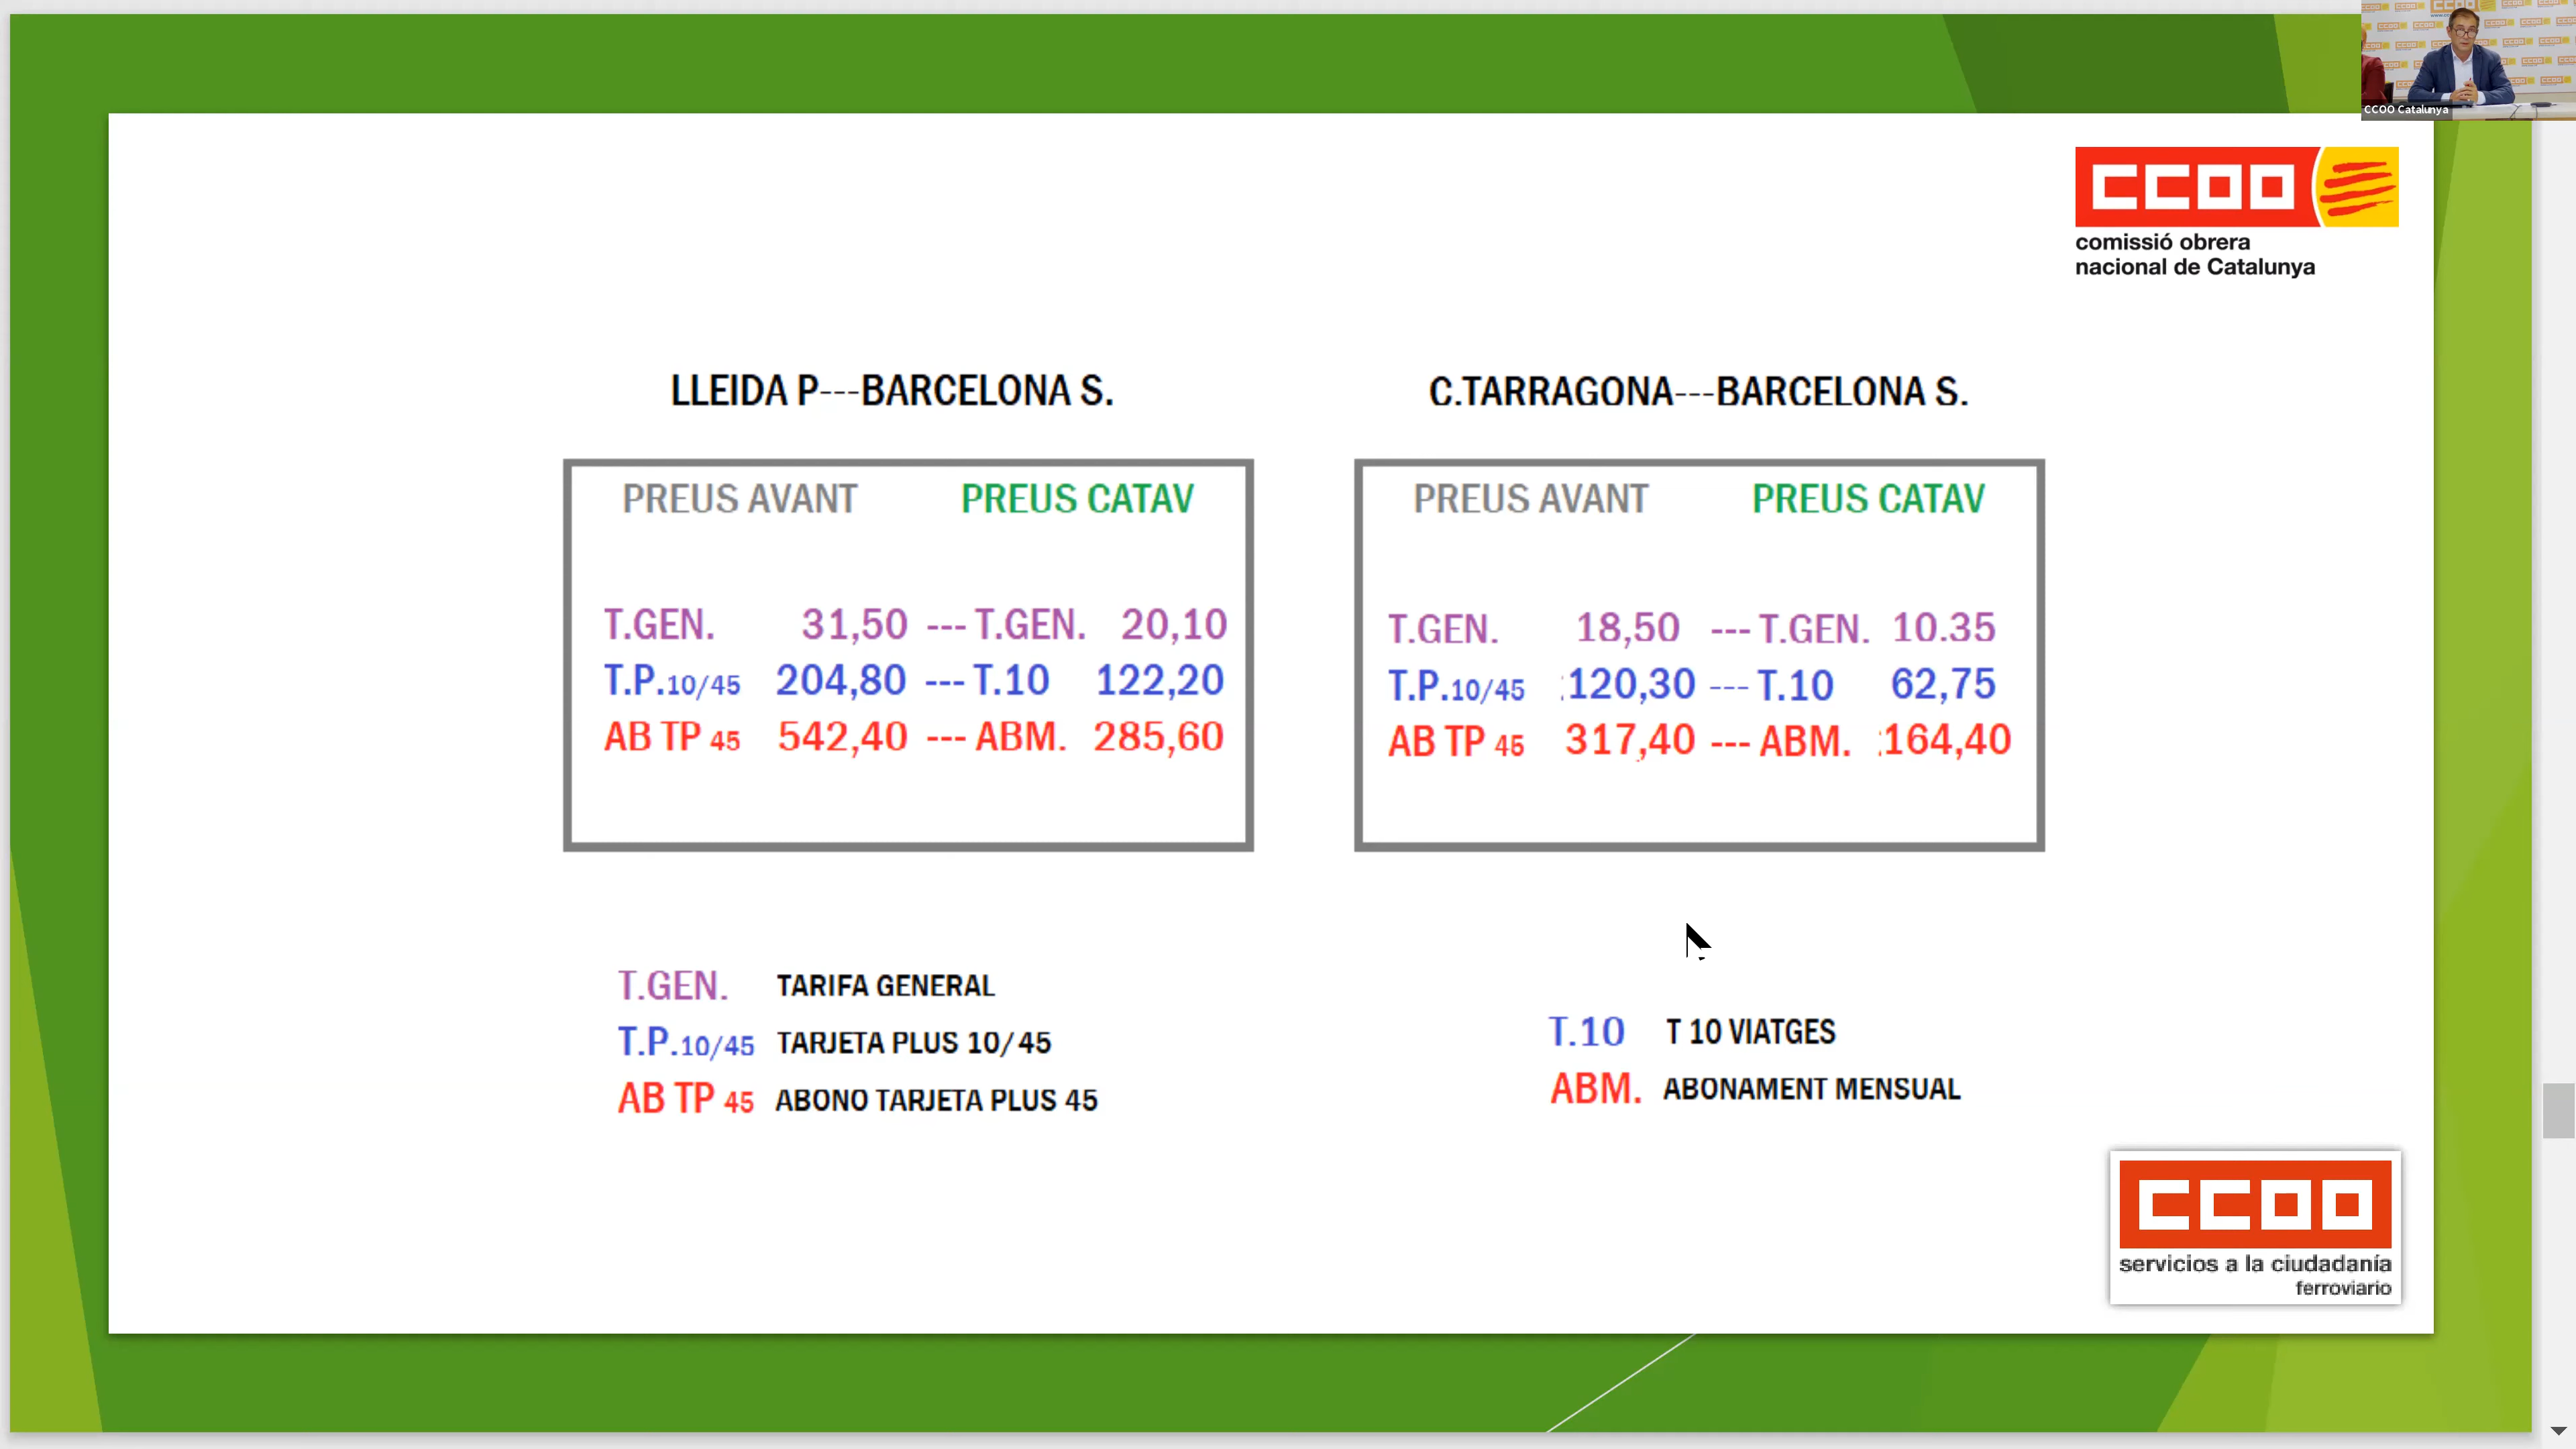 CCOO Catalunya
CCOO
comissió obrera
nacional de Catalunya
LLEIDA P---BARCELONA S.
PREUS AVANT PREUS CATAV
T.GEN. 31,50 --- T.GEN. 20,10
T.P.10/45 204,80 --- T.10 122,20
AB TP 45 542,40 --- ABM. 285,60
C.TARRAGONA---BARCELONA S.
PREUS AVANT PREUS CATAV
T.GEN. 18,50 --- T.GEN. 10.35
T.P.10/45 120,30 --- T.10 62,75
AB TP 45 317,40 --- ABM. 164,40
T.GEN. TARIFA GENERAL
T.P.10/45 TARJETA PLUS 10/45
AB TP 45 ABONO TARJETA PLUS 45
T.10 T 10 VIATGES
ABM. ABONAMENT MENSUAL
CCOO
servicios a la ciudadanía
ferroviario